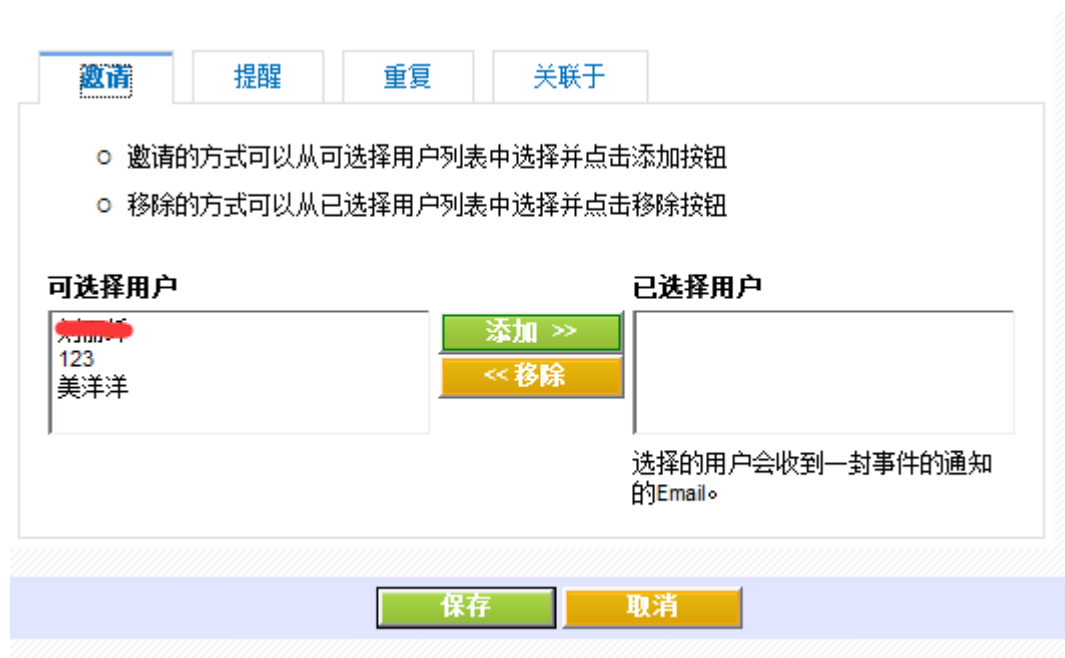 邀请 提醒 重复 关联于
邀请的方式可以从可选择用户列表中选择并点击添加按钮
移除的方式可以从已选择用户列表中选择并点击移除按钮
可选择用户 已选择用户
添加 >>
123
<< 移除
美洋洋
选择的用户会收到一封事件的通知
的Email。
保存 取消